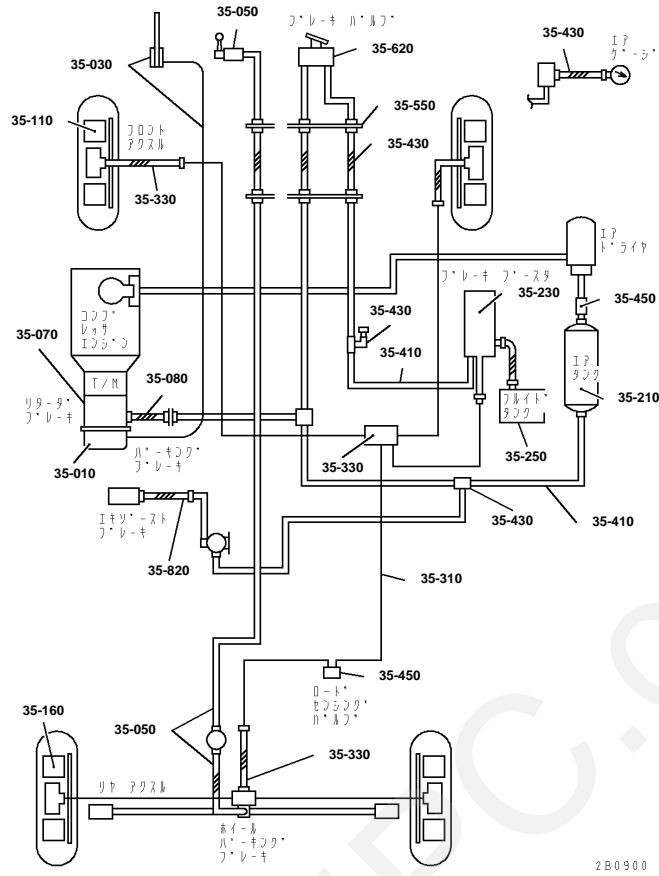 35-050
ブレーキ バルブ
35-620
35-430
エア
ゲージ
35-030
35-110
フロント
アクスル
35-550
35-430
35-330
エア
ドライヤ
ブレーキ ブースタ
35-230
35-450
コンプ
レッサ
エンジン
35-430
35-070
35-410
T/M
エア
タンク
35-080
35-210
リターダ
ブレーキ
フルイド
タンク
35-010
パーキング
ブレーキ
35-330
35-250
エキゾースト
ブレーキ
35-430
35-410
35-820
35-310
35-450
ロード
センシング
バルブ
35-160
35-050
35-330
リヤ アクスル
ホイール
パーキング
ブレーキ
2B0900